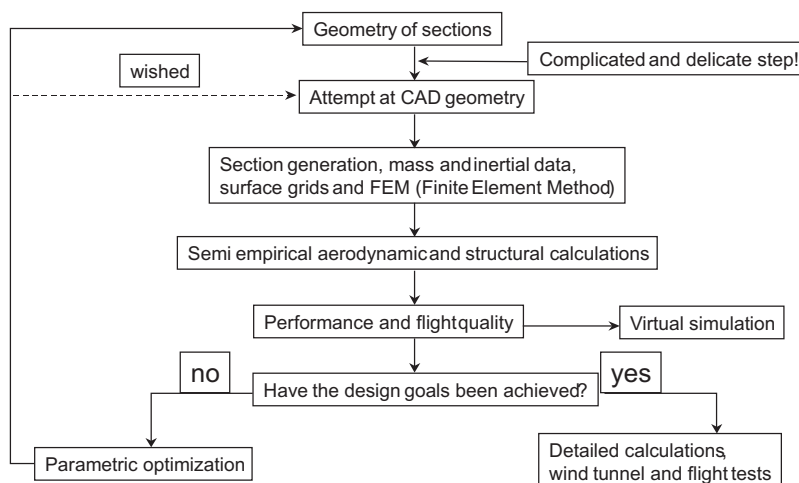 Geometry of sections
Complicated and delicate step!
wished
Attempt at CAD geometry
Section generation, mass and inertial data,
surface grids and FEM (Finite Element Method)
Semi empirical aerodynamic and structural calculations
Performance and flight quality
Virtual simulation
no
Have the design goals been achieved?
yes
Parametric optimization
Detailed calculations,
wind tunnel and flight tests